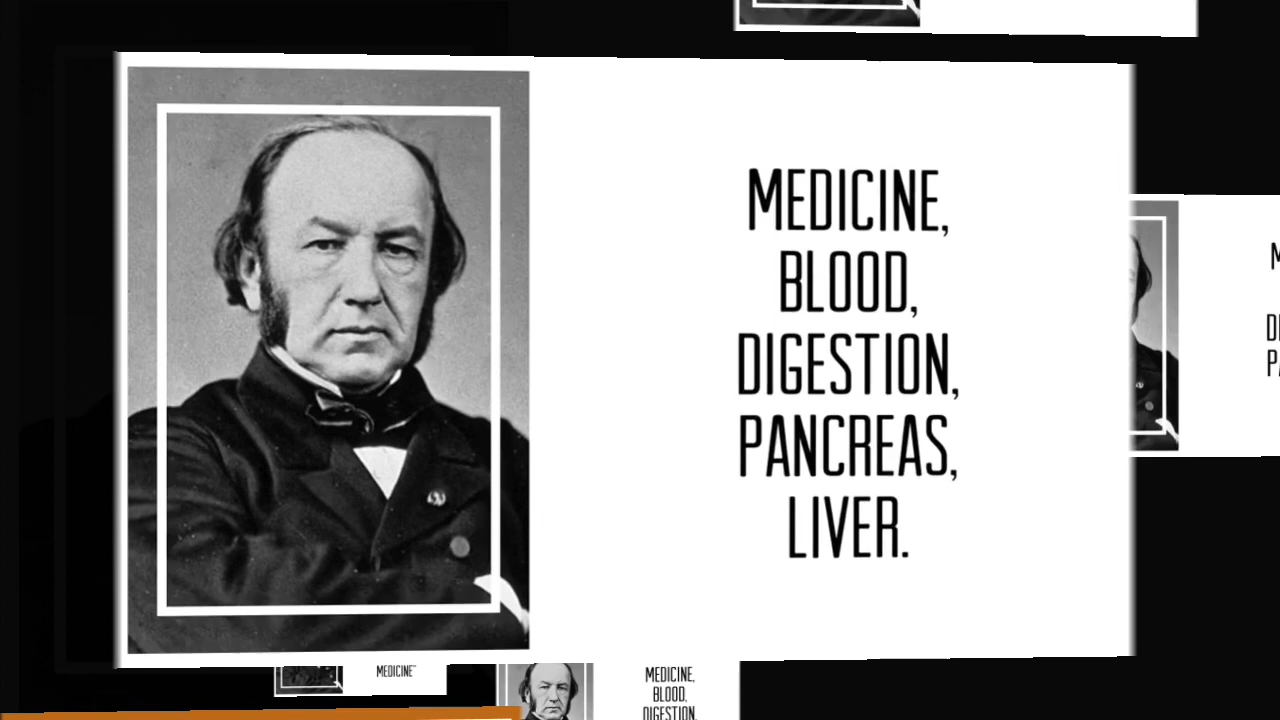 MEDICINE,
BLOOD,
DIGESTION,
PANCREAS,
LIVER.
MEDICINE"
MEDICINE,
BLOOD,
DIGESTION,